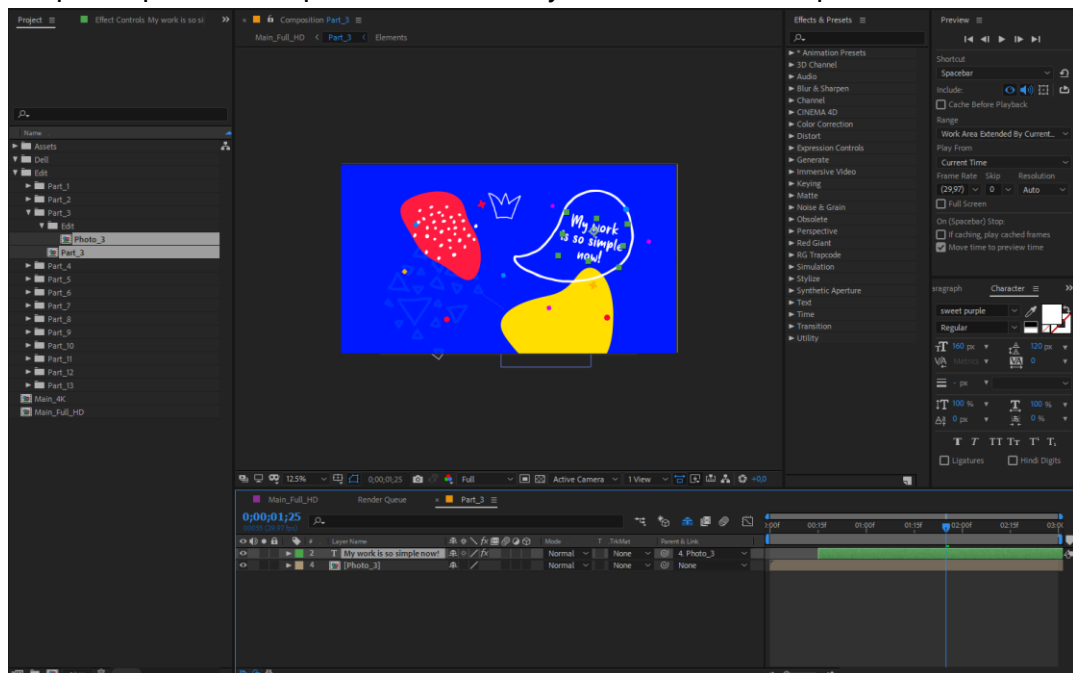 Project
Effect Controls My work is so si
Composition Part_3
Effects & Presets
Preview
Main_Full_HD
Part_3
Elements
* Animation Presets
3D Channel
Audio
Blur & Sharpen
Channel
CINEMA 4D
Color Correction
Distort
Expression Controls
Generate
Immersive Video
Keying
Matte
Noise & Grain
Obsolete
Perspective
Red Giant
RG Trapcode
Simulation
Stylize
Synthetic Aperture
Text
Time
Transition
Utility
Shortcut
Spacebar
Include:
Cache Before Playback
Range
Work Area Extended By Current...
Play From
Current Time
Frame Rate Skip Resolution
(29,97) 0 Auto
Full Screen
On (Spacebar) Stop:
If caching, play cached frames
Move time to preview time
Name
Assets
Dell
Edit
Part_1
Part_2
Part_3
Edit
Photo_3
Part_3
Part_4
Part_5
Part_6
Part_7
Part_8
Part_9
Part_10
Part_11
Part_12
Part_13
Main_4K
Main_Full_HD
My work
is so simple
now!
aragraph
Character
sweet purple
Regular
160 px
120 px
Metrics
0
- px
100 %
100 %
0 px
0 %
T T TT Tr T' T,
Ligatures
Hindi Digits
12.5%
0;00;01;25
Full
Active Camera
1 View
+0,0
Main_Full_HD
Render Queue
Part_3
0;00;01;25
# Layer Name
Mode
T TrkMat
Parent & Link
2 T My work is so simple now!
Normal
None
4. Photo_3
4 [Photo_3]
Normal
None
None
00:15f
01:00f
01:15f
02:00f
02:15f